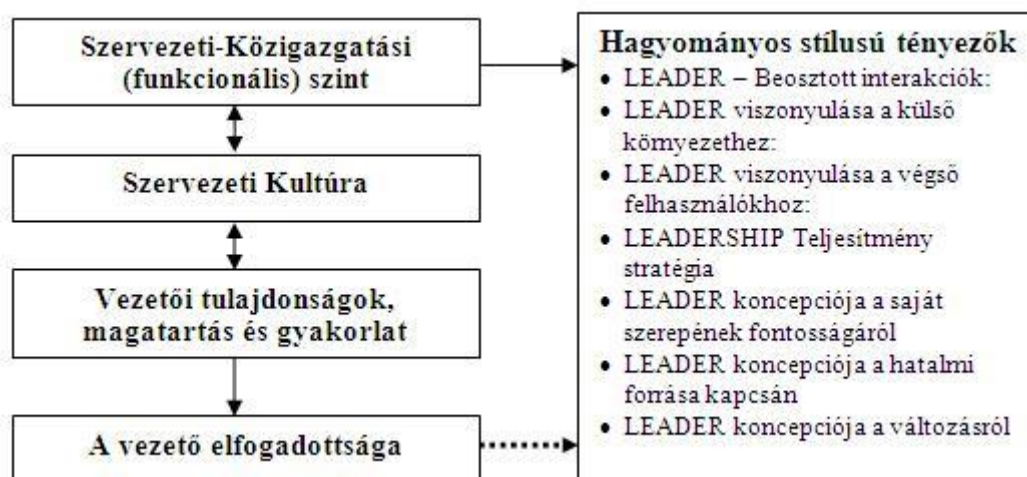 Szervezeti-Közigazgatási
(funkcionális) szint
Szervezeti Kultúra
Vezetői tulajdonságok,
magatartás és gyakorlat
A vezető elfogadottsága
Hagyományos stílusú tényezők
• LEADER – Beosztott interakciók:
• LEADER viszonyulása a külső
környezethez:
• LEADER viszonyulása a végső
felhasználókhoz:
• LEADERSHIP Teljesítmény
stratégia
• LEADER koncepciója a saját
szerepének fontosságáról
• LEADER koncepciója a hatalmi
forrása kapcsán
• LEADER koncepciója a változásról